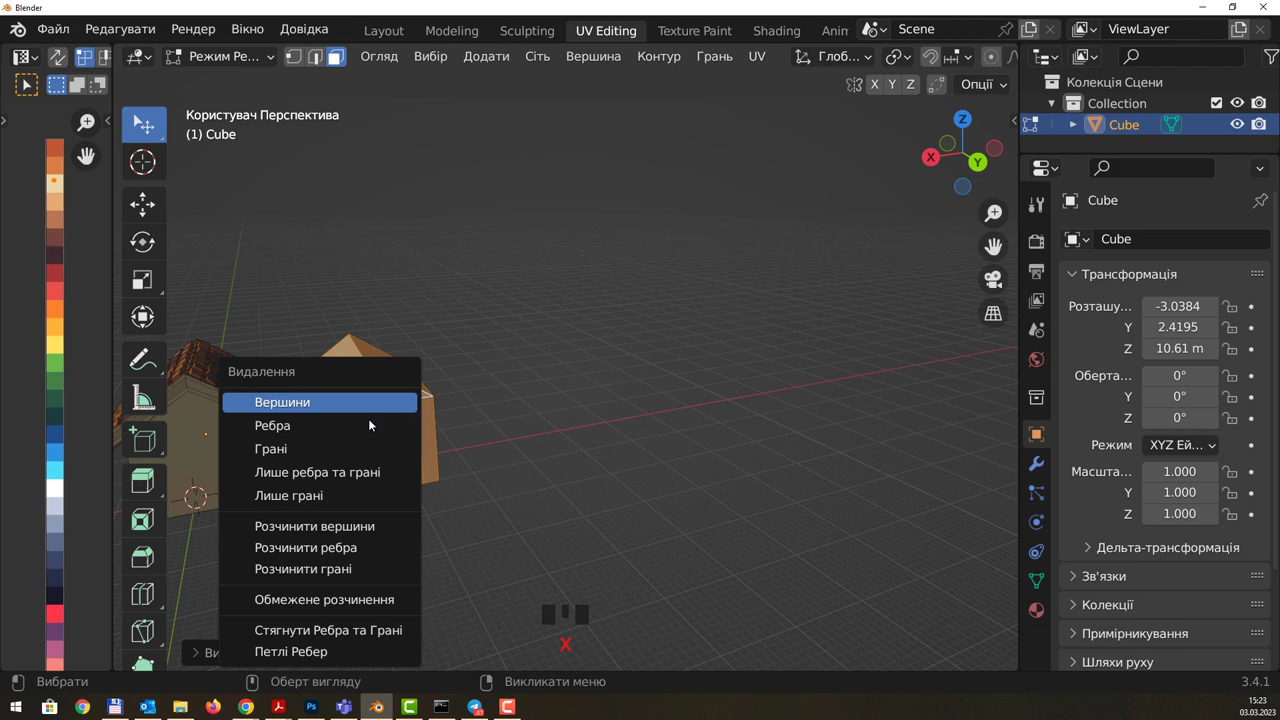 Blender
Файл Редагувати Рендер Вікно Довідка Layout Modeling Sculpting UV Editing Texture Paint Shading Scene ViewLayer
Режим Ре... Огляд Вибір Додати Сіть Вершина Контур Грань UV Глоб...
X Y Z Опції
Користувач Перспектива
(1) Cube
Z
X
Y
Видалення
Вершини
Ребра
Грані
Лише ребра та грані
Лише грані
Розчинити вершини
Розчинити ребра
Розчинити грані
Обмежене розчинення
Стягнути Ребра та Грані
Петлі Ребер
X
Колекція Сцени
Collection
Cube
Cube
Cube
Трансформація
Розташу... -3.0384
Y 2.4195
Z 10.61 m
Оберта... 0°
Y 0°
Z 0°
Режим XYZ Ей...
Масшта... 1.000
Y 1.000
Z 1.000
Дельта-трансформація
Зв'язки
Колекції
Примірникування
Шляхи руху
Вибрати Оберт вигляду Викликати меню 3.4.1
15:23
03.03.2023